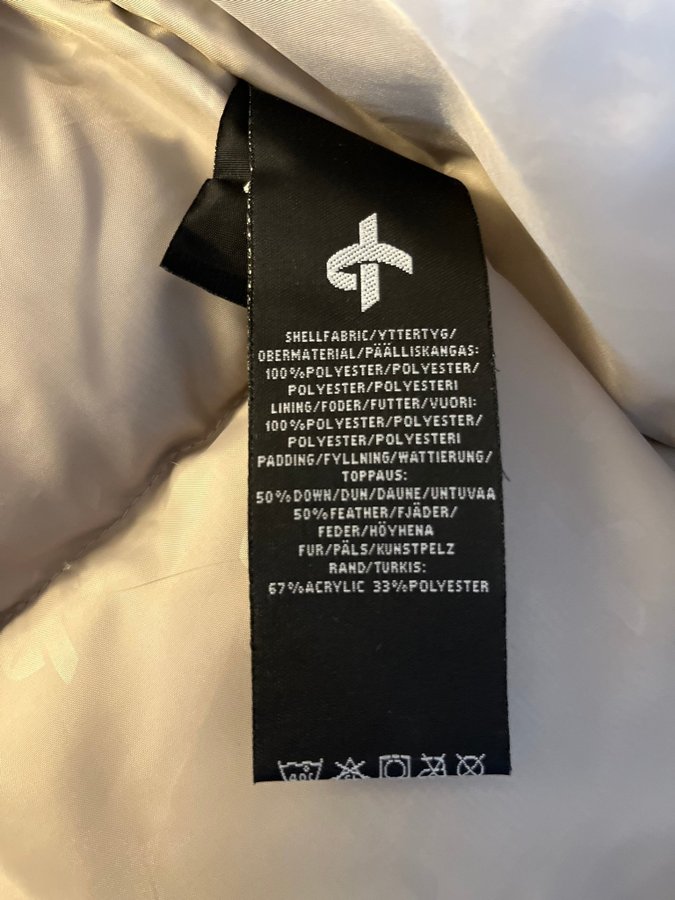 SHELLFABRIC/YTTERTYG/
OBERMATERIAL/PÄÄLLISKANGAS:
100%POLYESTER/POLYESTER/
POLYESTER/POLYESTERI
LINING/FODER/FUTTER/VUORI:
100%POLYESTER/POLYESTER/
POLYESTER/POLYESTERI
PADDING/FYLLNING/WATTIERUNG/
TOPPAUS:
50%DOWN/DUN/DAUNE/UNTUVAA
50%FEATHER/FJÄDER/
FEDER/HÖYHENA
FUR/PÄLS/KUNSTPELZ
RAND/TURKIS:
67%ACRYLIC 33%POLYESTER